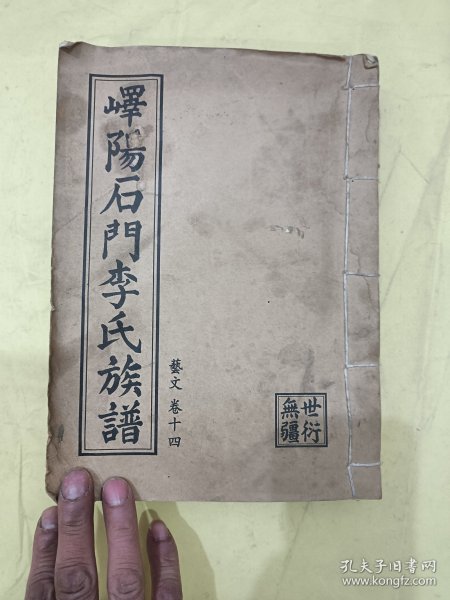 嶧陽石門李氏族譜
藝文 卷十四
世衍
無疆
孔夫子旧书网
www.kongfz.com